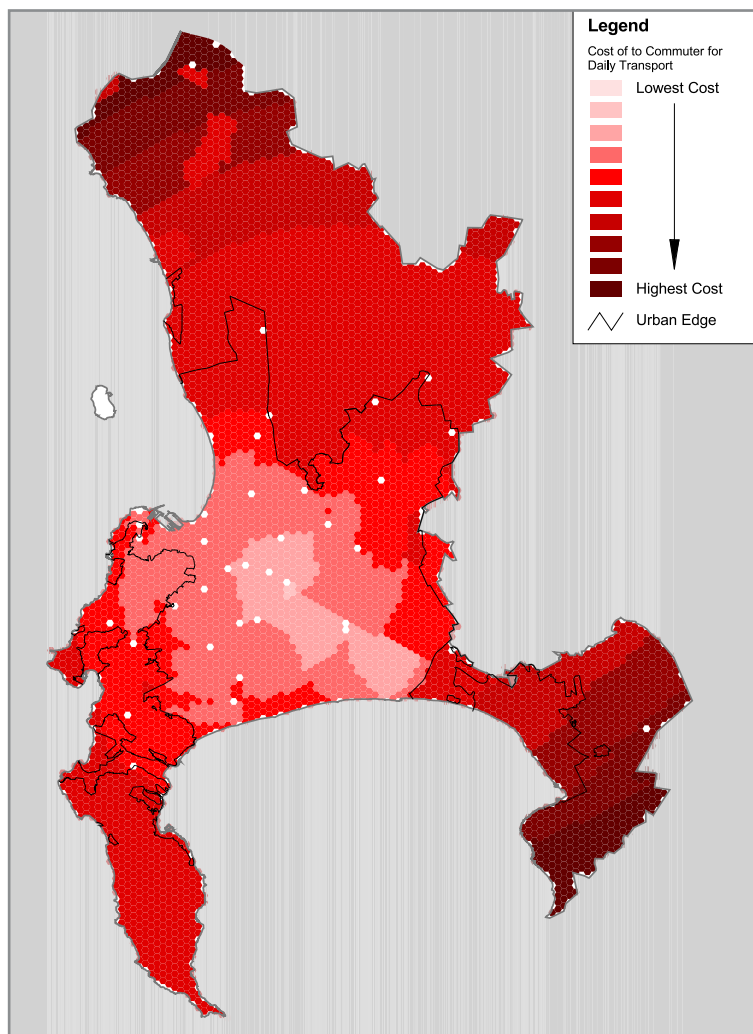 Legend
Cost of to Commuter for
Daily Transport
Lowest Cost
Highest Cost
Urban Edge